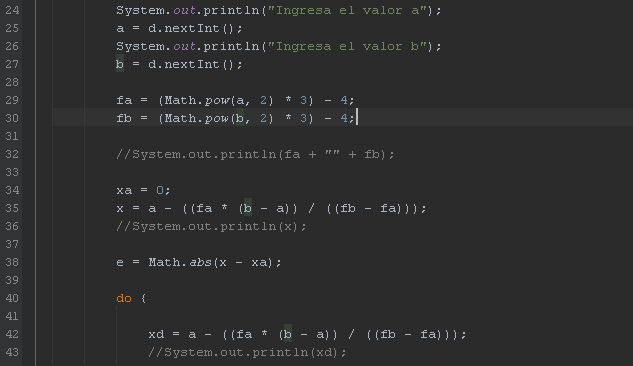 24 System.out.println("Ingresa el valor a");
25 a = d.nextInt();
26 System.out.println("Ingresa el valor b");
27 b = d.nextInt();
28
29 fa = (Math.pow(a, 2) * 3) - 4;
30 fb = (Math.pow(b, 2) * 3) - 4;
31
32 //System.out.println(fa + "" + fb);
33
34 xa = 0;
35 x = a - ((fa * (b - a)) / ((fb - fa)));
36 //System.out.println(x);
37
38 e = Math.abs(x - xa);
39
40 do {
41
42 xd = a - ((fa * (b - a)) / ((fb - fa)));
43 //System.out.println(xd);